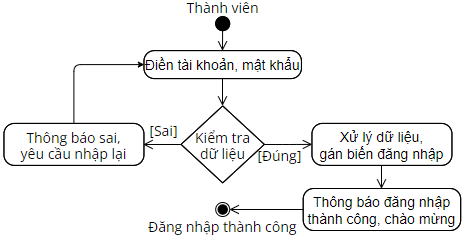 Thành viên
Điền tài khoản, mật khẩu
[Sai]
Kiểm tra
dữ liệu
[Đúng]
Thông báo sai,
yêu cầu nhập lại
Xử lý dữ liệu,
gán biến đăng nhập
Thông báo đăng nhập
thành công, chào mừng
Đăng nhập thành công